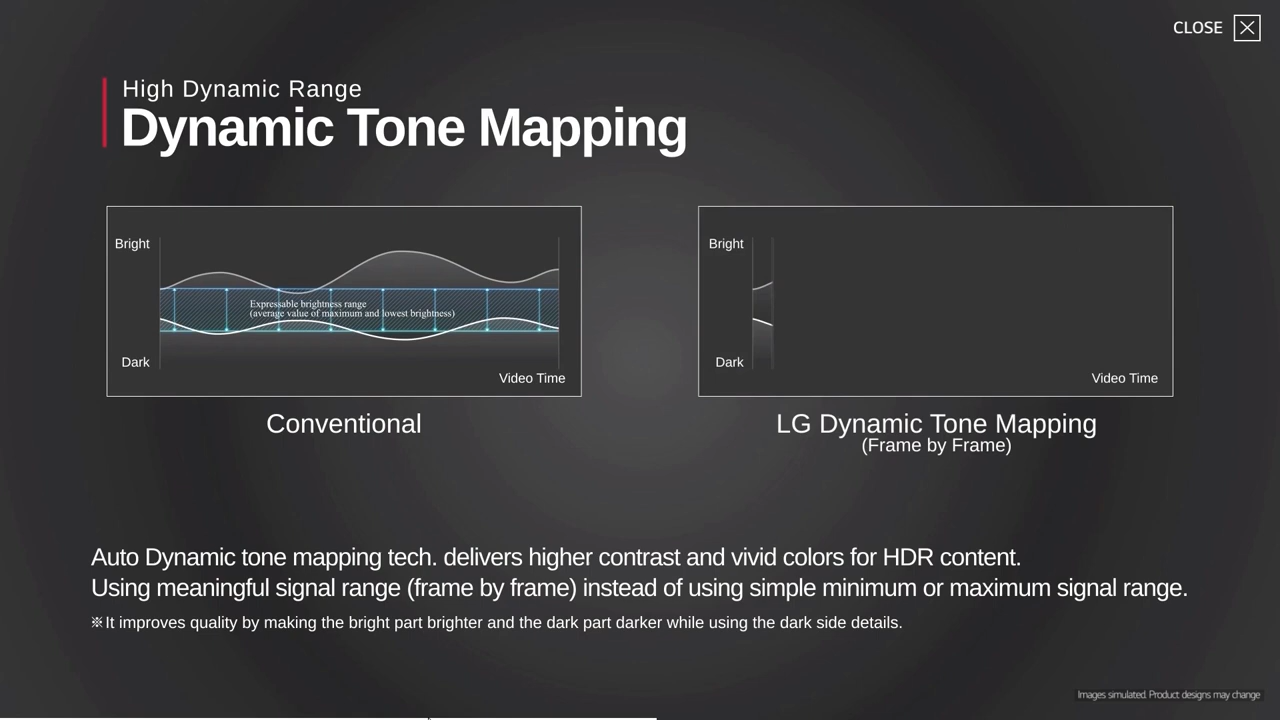 CLOSE
High Dynamic Range
Dynamic Tone Mapping
Bright
Expressable brightness range
(average value of maximum and lowest brightness)
Dark
Video Time
Conventional
Bright
Dark
Video Time
LG Dynamic Tone Mapping
(Frame by Frame)
Auto Dynamic tone mapping tech. delivers higher contrast and vivid colors for HDR content.
Using meaningful signal range (frame by frame) instead of using simple minimum or maximum signal range.
※It improves quality by making the bright part brighter and the dark part darker while using the dark side details.
Images simulated. Product designs may change